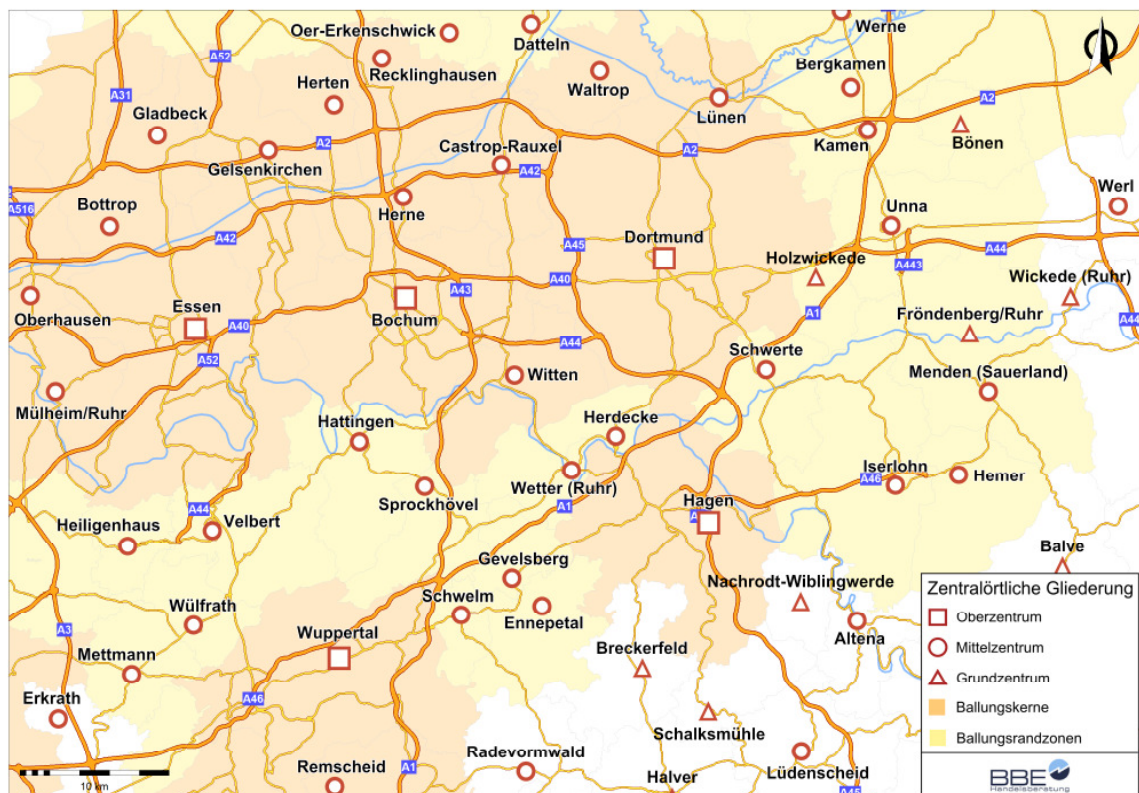 Oer-Erkenschwick
Datteln
Werne
A52
Recklinghausen
Bergkamen
Herten
Waltrop
A31
Gladbeck
Lünen
A2
A2
Castrop-Rauxel
A2
Kamen
Bönen
Gelsenkirchen
A42
Werl
A516
Bottrop
Herne
Unna
A42
A45
Dortmund
A44
Holzwickede
A443
Wickede (Ruhr)
A40
A43
Essen
Oberhausen
Bochum
A1
Fröndenberg/Ruhr
A44
A40
A44
A52
Schwerte
Witten
Menden (Sauerland)
Mülheim/Ruhr
Hattingen
Herdecke
Iserlohn
Hemer
A46
Wetter (Ruhr)
Sprockhövel
Hagen
A1
A44
Velbert
Heiligenhaus
Balve
Gevelsberg
Nachrodt-Wiblingwerde
Schwelm
Ennepetal
Wülfrath
A3
Wuppertal
Altena
Breckerfeld
Mettmann
Erkrath
A46
Schalksmühle
Radevormwald
A1
Lüdenscheid
Remscheid
Halver
A45
10 km
Zentralörtliche Gliederung
Oberzentrum
Mittelzentrum
Grundzentrum
Ballungskerne
Ballungsrandzonen
BBE
Handelsberatung